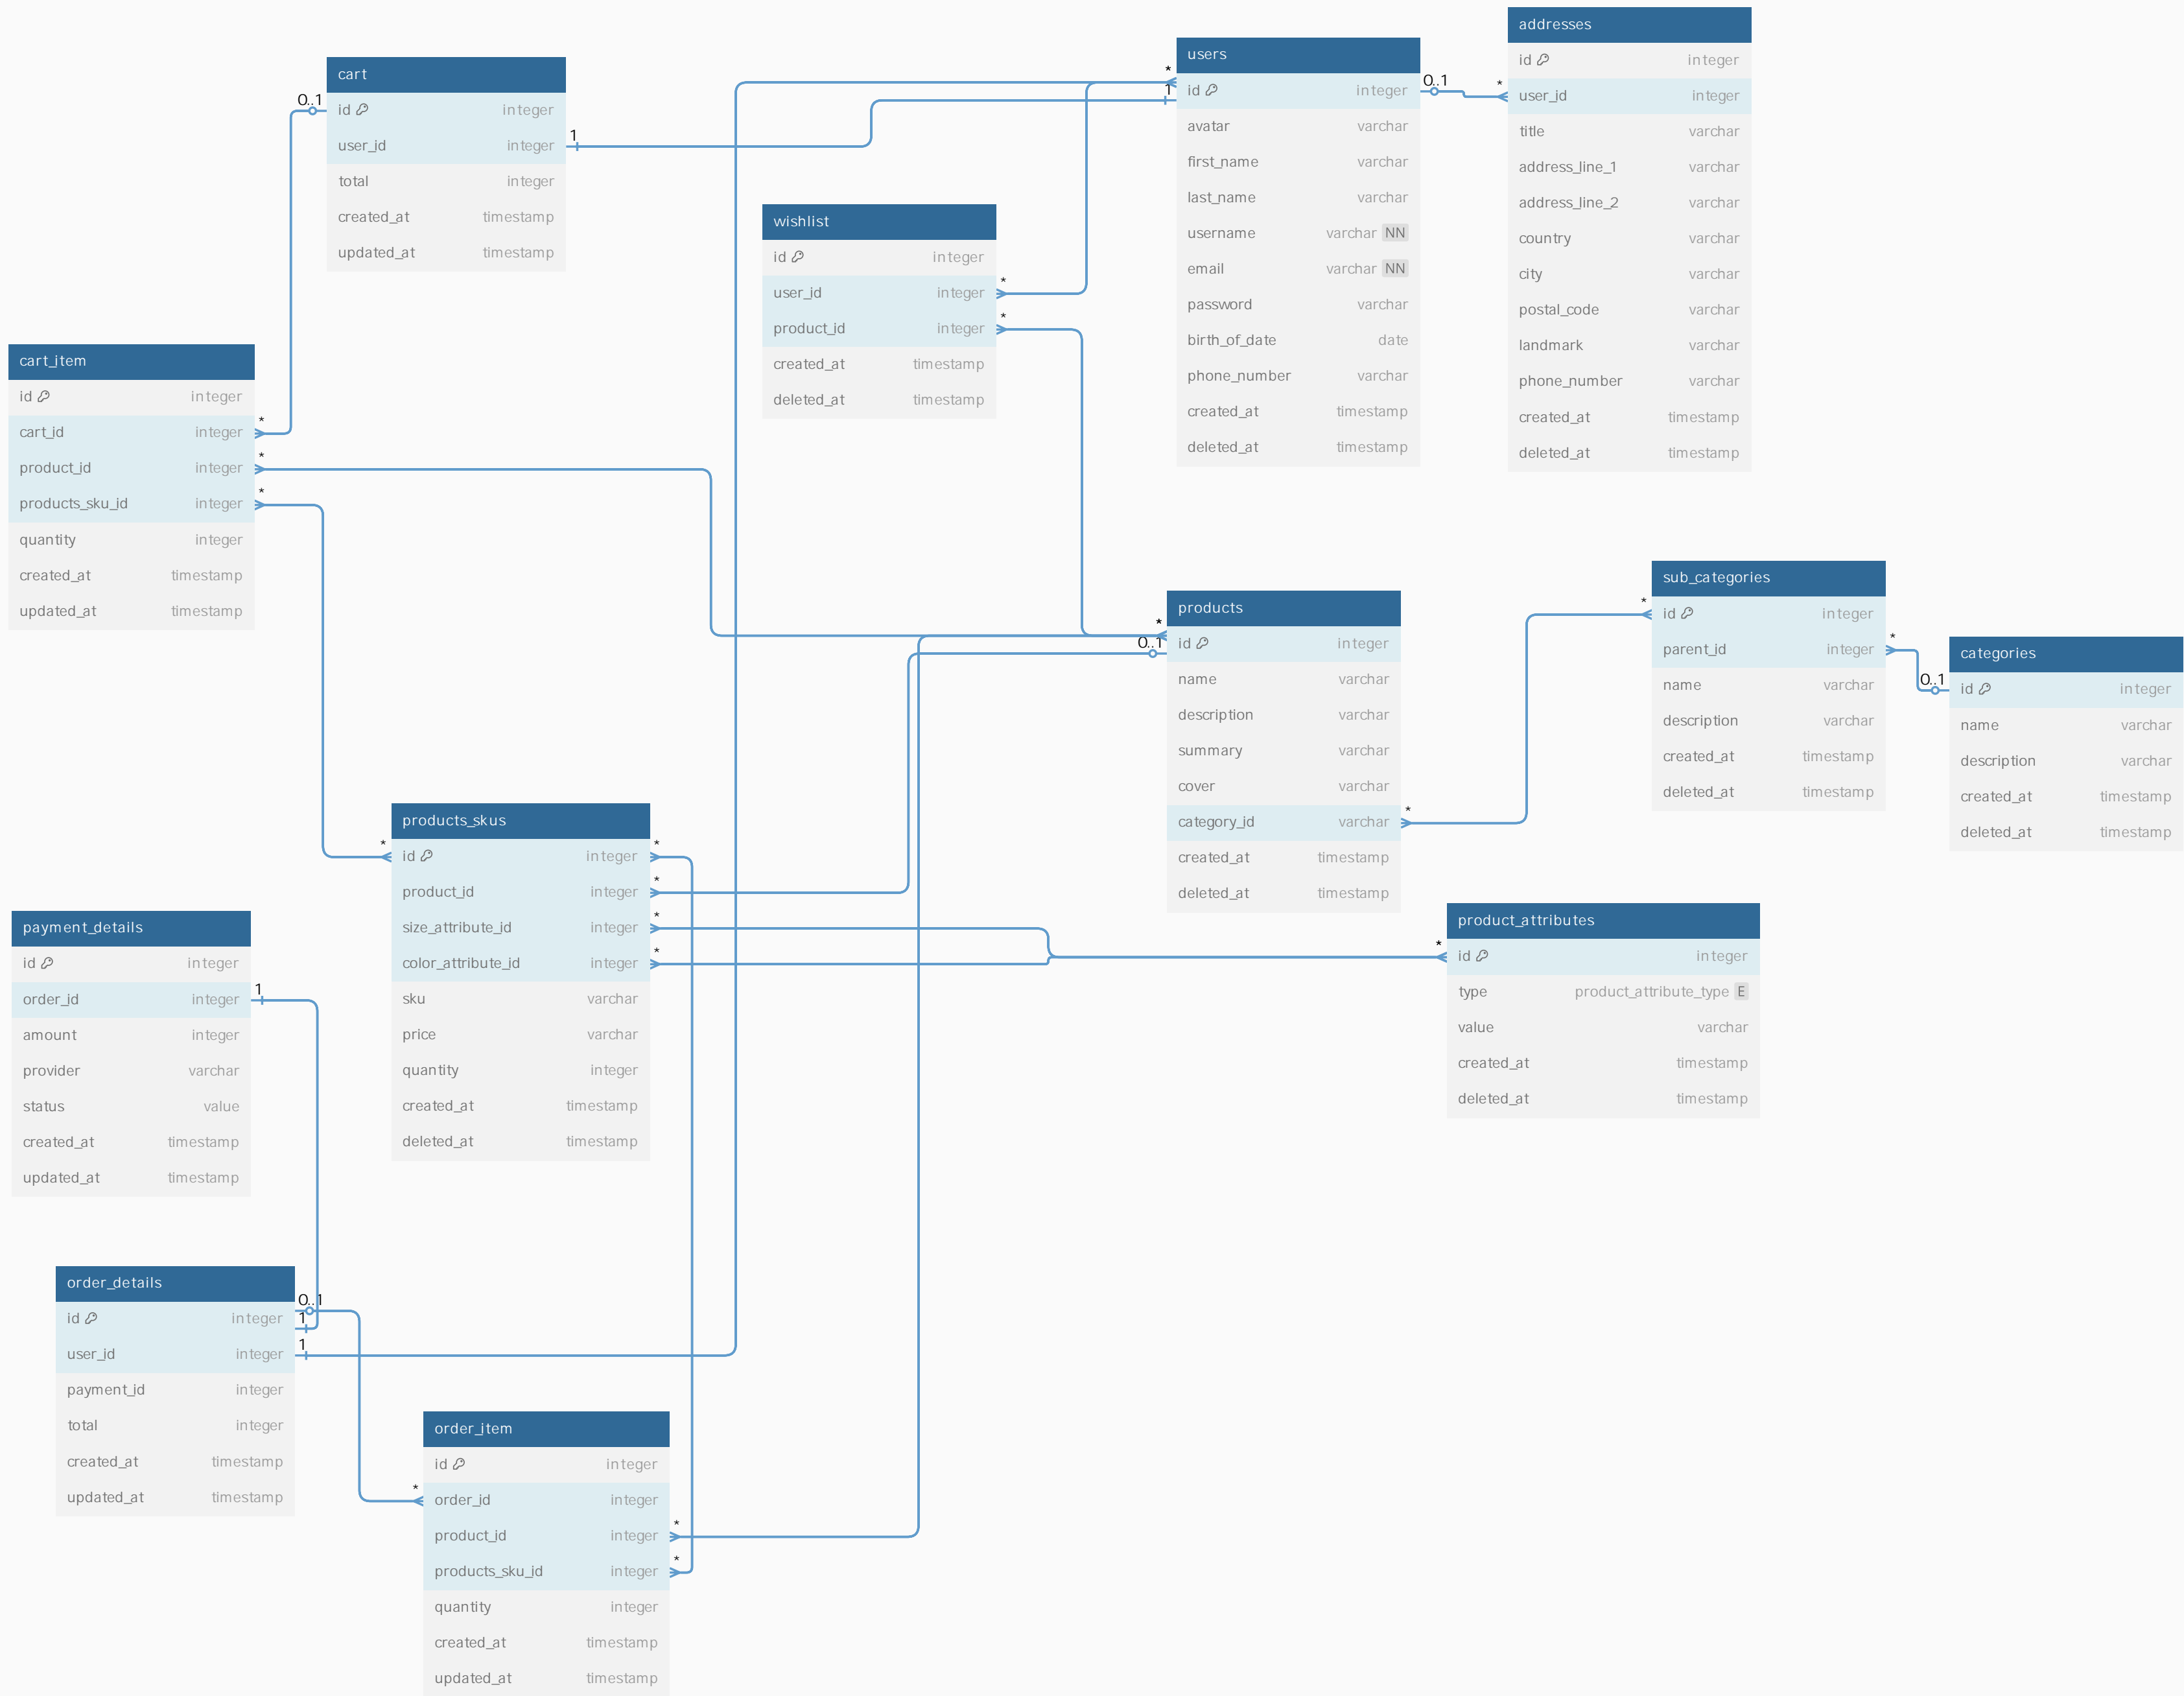 cart
id integer
user_id integer
total integer
created_at timestamp
updated_at timestamp
0..1
1
users
id integer
avatar varchar
first_name varchar
last_name varchar
username varchar NN
email varchar NN
password varchar
birth_of_date date
phone_number varchar
created_at timestamp
deleted_at timestamp
*
1
0..1
addresses
id integer
user_id integer
title varchar
address_line_1 varchar
address_line_2 varchar
country varchar
city varchar
postal_code varchar
landmark varchar
phone_number varchar
created_at timestamp
deleted_at timestamp
*
wishlist
id integer
user_id integer
product_id integer
created_at timestamp
deleted_at timestamp
*
*
cart_item
id integer
cart_id integer
product_id integer
products_sku_id integer
quantity integer
created_at timestamp
updated_at timestamp
*
*
*
products
id integer
name varchar
description varchar
summary varchar
cover varchar
category_id varchar
created_at timestamp
deleted_at timestamp
*
0..1
*
sub_categories
id integer
parent_id integer
name varchar
description varchar
created_at timestamp
deleted_at timestamp
*
*
categories
id integer
name varchar
description varchar
created_at timestamp
deleted_at timestamp
0..1
products_skus
id integer
product_id integer
size_attribute_id integer
color_attribute_id integer
sku varchar
price varchar
quantity integer
created_at timestamp
deleted_at timestamp
*
*
*
*
*
product_attributes
id integer
type product_attribute_type E
value varchar
created_at timestamp
deleted_at timestamp
*
payment_details
id integer
order_id integer
amount integer
provider varchar
status value
created_at timestamp
updated_at timestamp
1
order_details
id integer
user_id integer
payment_id integer
total integer
created_at timestamp
updated_at timestamp
0..1
1
1
order_item
id integer
order_id integer
product_id integer
products_sku_id integer
quantity integer
created_at timestamp
updated_at timestamp
*
*
*